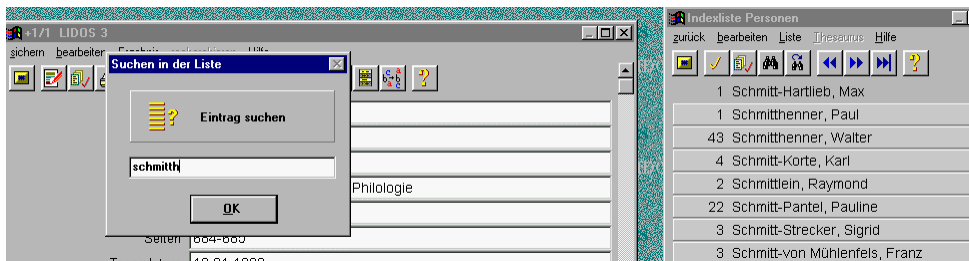 +1/1 LIDOS 3
sichern bearbeiten Ergebnis Hilfe
Suchen in der Liste
Eintrag suchen
schmitth
OK
Philologie
Seiten 684-685
Indexliste Personen
zurück bearbeiten Liste Thesaurus Hilfe
1 Schmitt-Hartlieb, Max
1 Schmitthenner, Paul
43 Schmitthenner, Walter
4 Schmitt-Korte, Karl
2 Schmittlein, Raymond
22 Schmitt-Pantel, Pauline
3 Schmitt-Strecker, Sigrid
3 Schmitt-von Mühlenfels, Franz